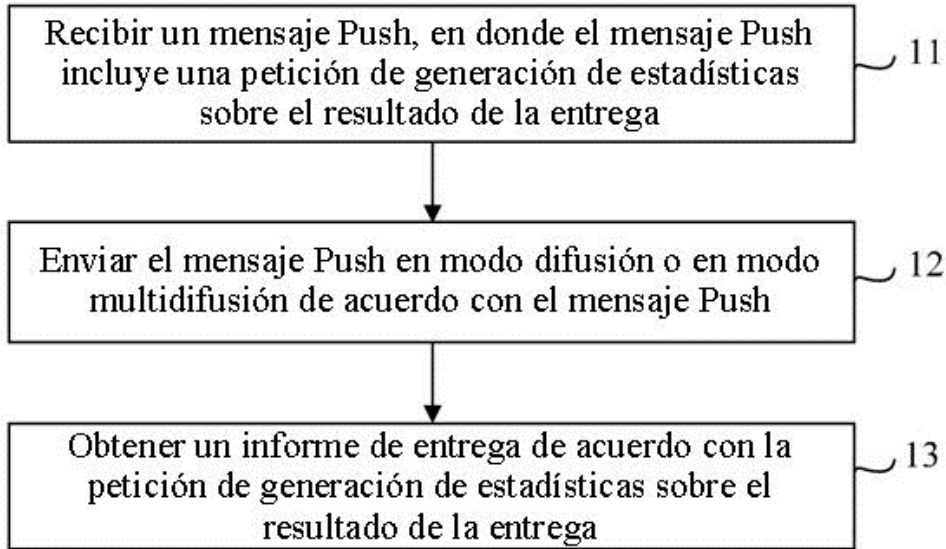 Recibir un mensaje Push, en donde el mensaje Push
incluye una petición de generación de estadísticas
sobre el resultado de la entrega
11
Enviar el mensaje Push en modo difusión o en modo
multidifusión de acuerdo con el mensaje Push
12
Obtener un informe de entrega de acuerdo con la
petición de generación de estadísticas sobre el
resultado de la entrega
13